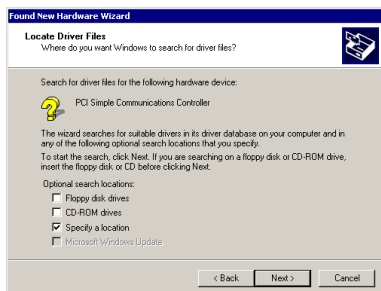 Found New Hardware Wizard
Locate Driver Files
Where do you want Windows to search for driver files?
Search for driver files for the following hardware device:
PCI Simple Communications Controller
The wizard searches for suitable drivers in its driver database on your computer and in
any of the following optional search locations that you specify.
To start the search, click Next. If you are searching on a floppy disk or CD-ROM drive,
insert the floppy disk or CD before clicking Next.
Optional search locations:
Floppy disk drives
CD-ROM drives
Specify a location
Microsoft Windows Update
< Back
Next >
Cancel